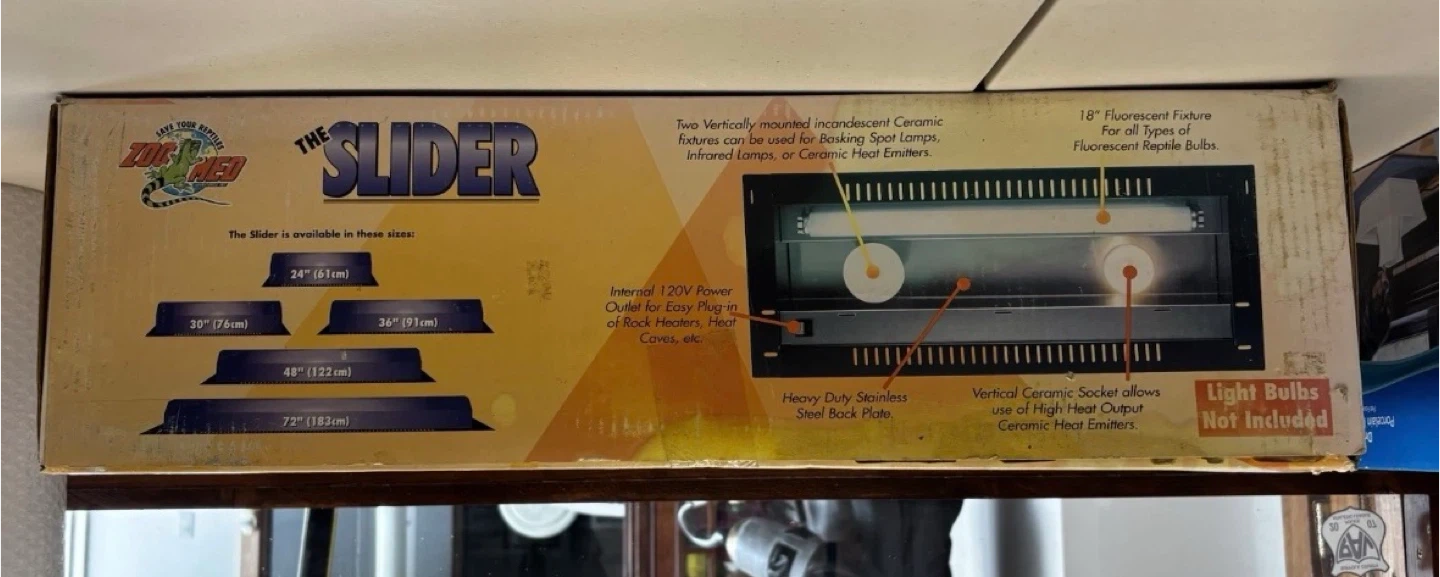 SAVE YOUR REPTILES
ZOO MED
THE SLIDER
The Slider is available in these sizes:
24" (61cm)
30" (76cm)
36" (91cm)
48" (122cm)
72" (183cm)
Two Vertically mounted incandescent Ceramic
fixtures can be used for Basking Spot Lamps,
Infrared Lamps, or Ceramic Heat Emitters.
18" Fluorescent Fixture
For all Types of
Fluorescent Reptile Bulbs.
Internal 120V Power
Outlet for Easy Plug-in
of Rock Heaters, Heat
Caves, etc.
Heavy Duty Stainless
Steel Back Plate.
Vertical Ceramic Socket allows
use of High Heat Output
Ceramic Heat Emitters.
Light Bulbs
Not Included
Porcelain